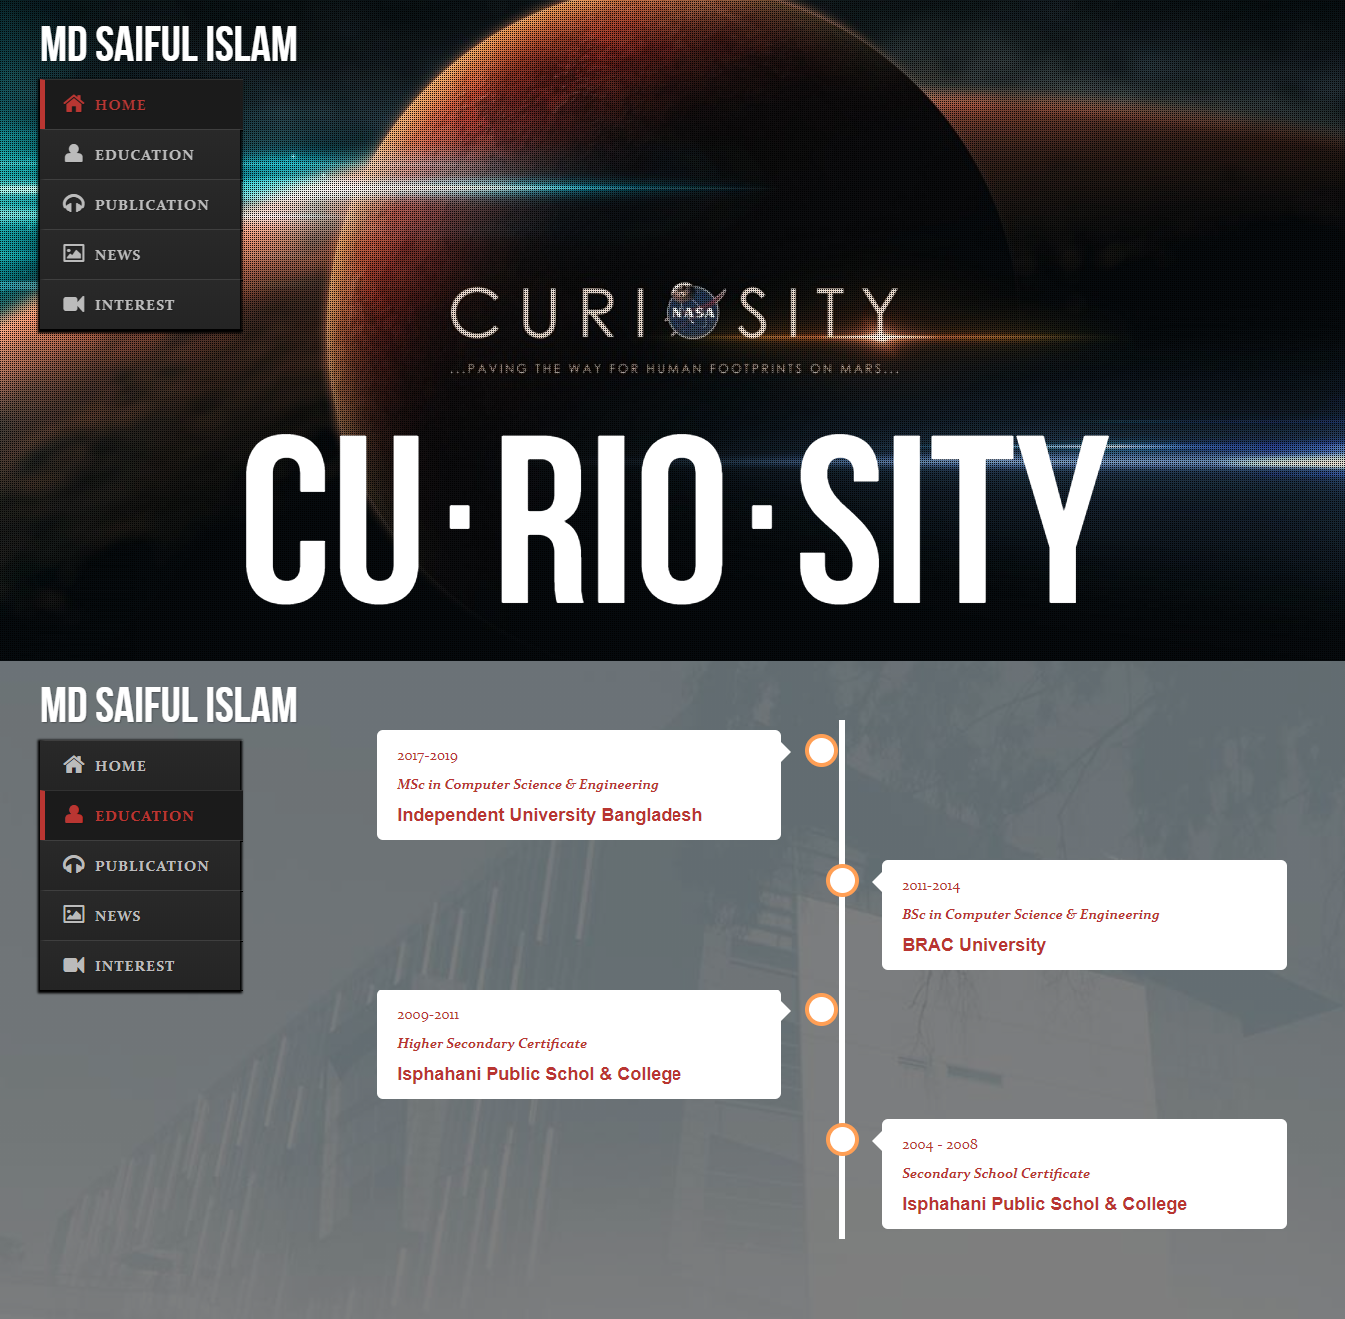 MD SAIFUL ISLAM
HOME
EDUCATION
PUBLICATION
NEWS
INTEREST
CURIOSITY
NASA
...PAVING THE WAY FOR HUMAN FOOTPRINTS ON MARS...
CU·RIO·SITY
MD SAIFUL ISLAM
HOME
EDUCATION
PUBLICATION
NEWS
INTEREST
2017-2019
MSc in Computer Science & Engineering
Independent University Bangladesh
2011-2014
BSc in Computer Science & Engineering
BRAC University
2009-2011
Higher Secondary Certificate
Isphahani Public Schol & College
2004 - 2008
Secondary School Certificate
Isphahani Public Schol & College